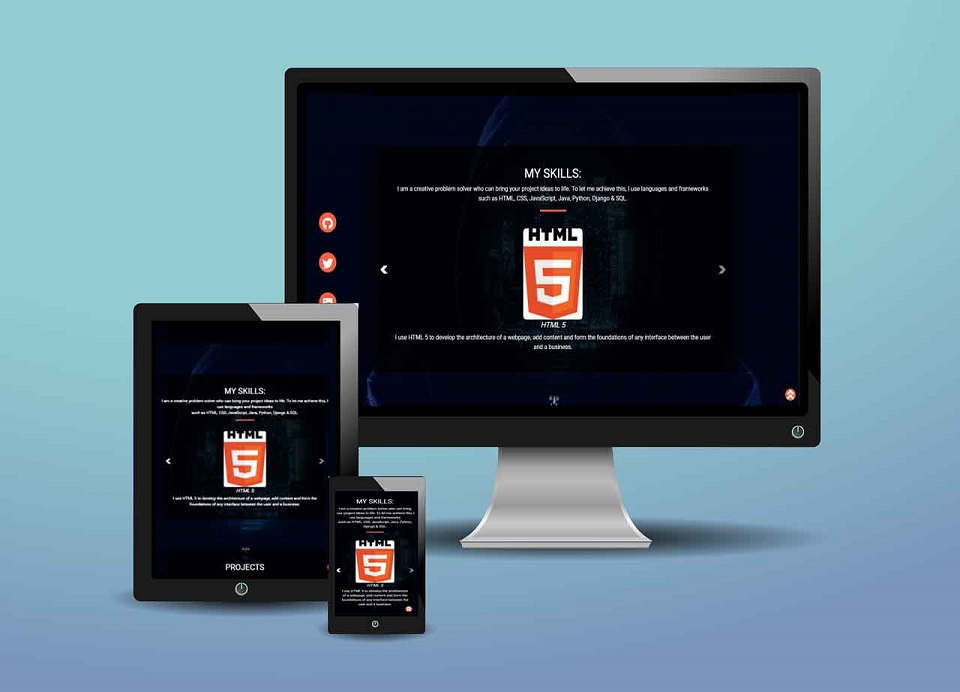 MY SKILLS:
I am a creative problem solver who can bring your project ideas to life. To let me achieve this, I use languages and frameworks
such as HTML, CSS, JavaScript, Java, Python, Django & SQL.
HTML
5
HTML 5
I use HTML 5 to develop the architecture of a webpage, add content and form the foundations of any interface between the user
and a business.
MY SKILLS:
I am a creative problem solver who can bring your project ideas to life. To let me achieve this, I
use languages and frameworks
such as HTML, CSS, JavaScript, Java, Python, Django & SQL.
HTML
5
HTML 5
I use HTML 5 to develop the architecture of a webpage, add content and form the
foundations of any interface between the user and a business.
PROJECTS
MY SKILLS:
I am a creative problem solver who can bring
your project ideas to life. To let me achieve this, I
use languages and frameworks
such as HTML, CSS, JavaScript, Java, Python,
Django & SQL.
HTML
5
HTML 5
I use HTML 5 to develop the architecture
of a webpage, add content and form the
foundations of any interface between the
user and a business.